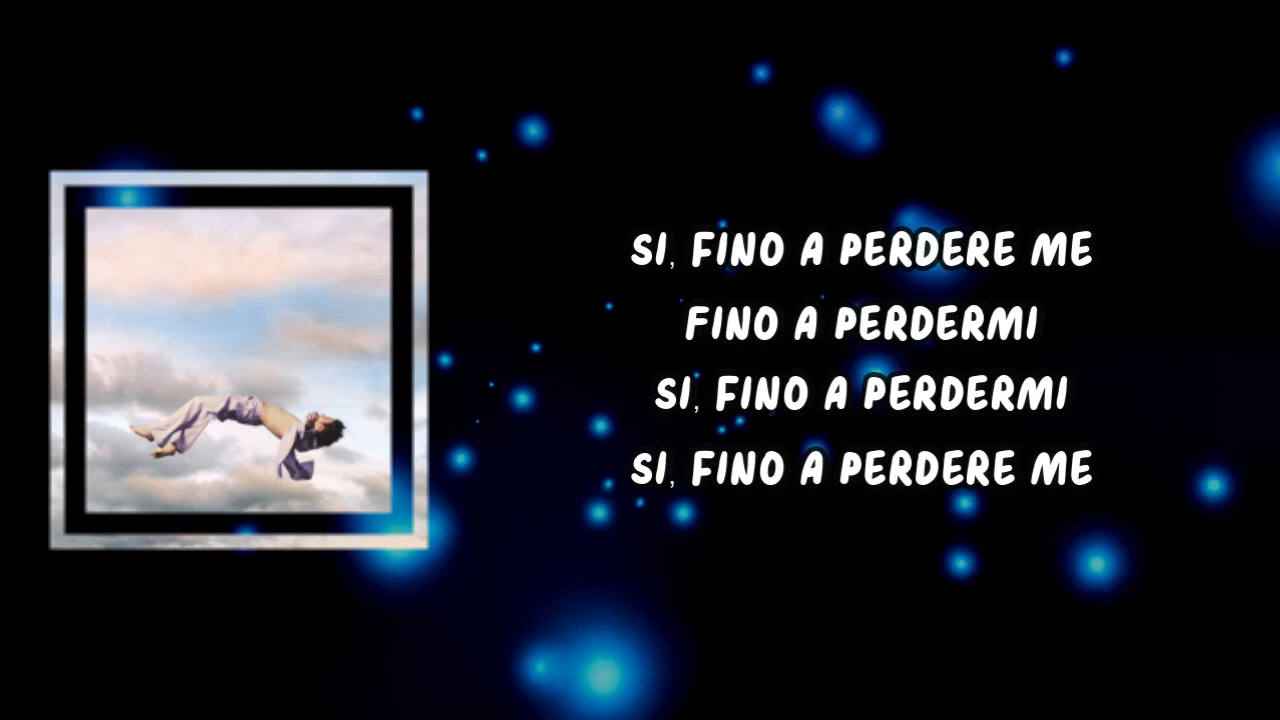 SI, FINO A PERDERE ME
FINO A PERDERMI
SI, FINO A PERDERMI
SI, FINO A PERDERE ME